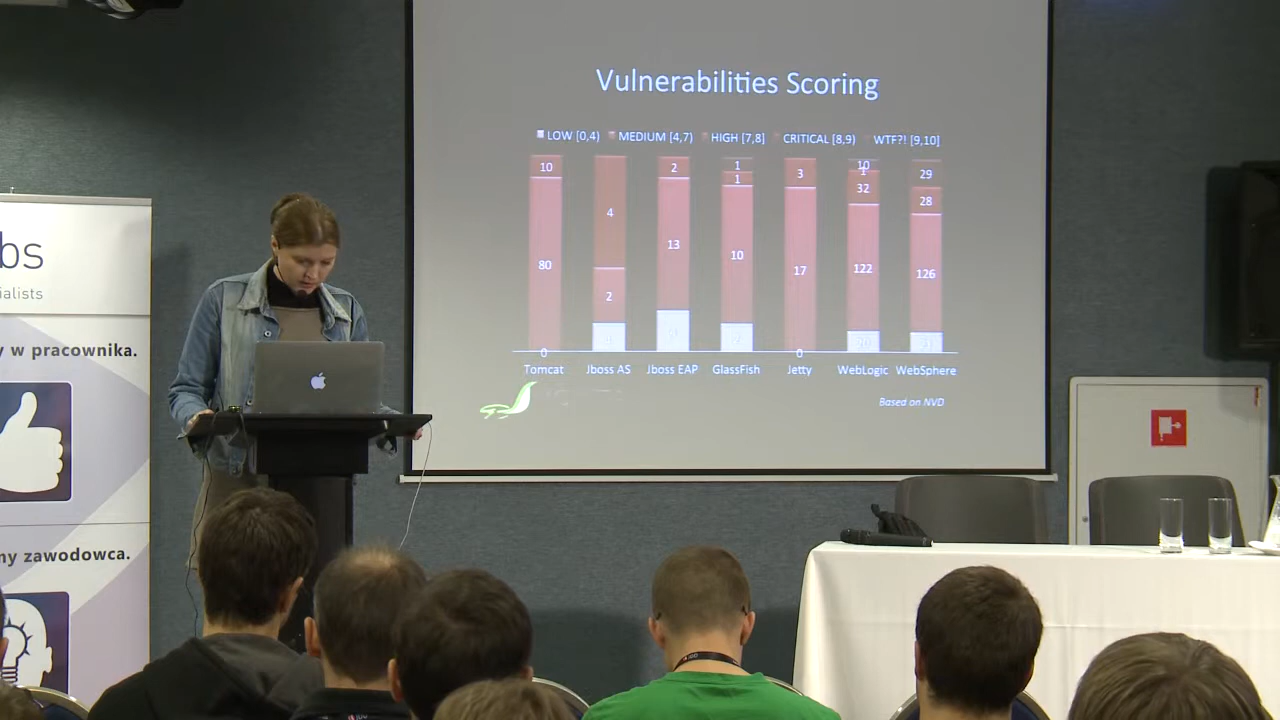 Vulnerabilities Scoring
LOW [0,4) MEDIUM [4,7) HIGH [7,8] CRITICAL [8,9) WTF?! [9,10]
10 2 1 3 10 29
1 1 32 28
4
80 13 10 17 122 126
2
0 0
Tomcat Jboss AS Jboss EAP GlassFish Jetty WebLogic WebSphere
Based on NVD
bs
ialists
y w pracownika.
ny zawodowca.